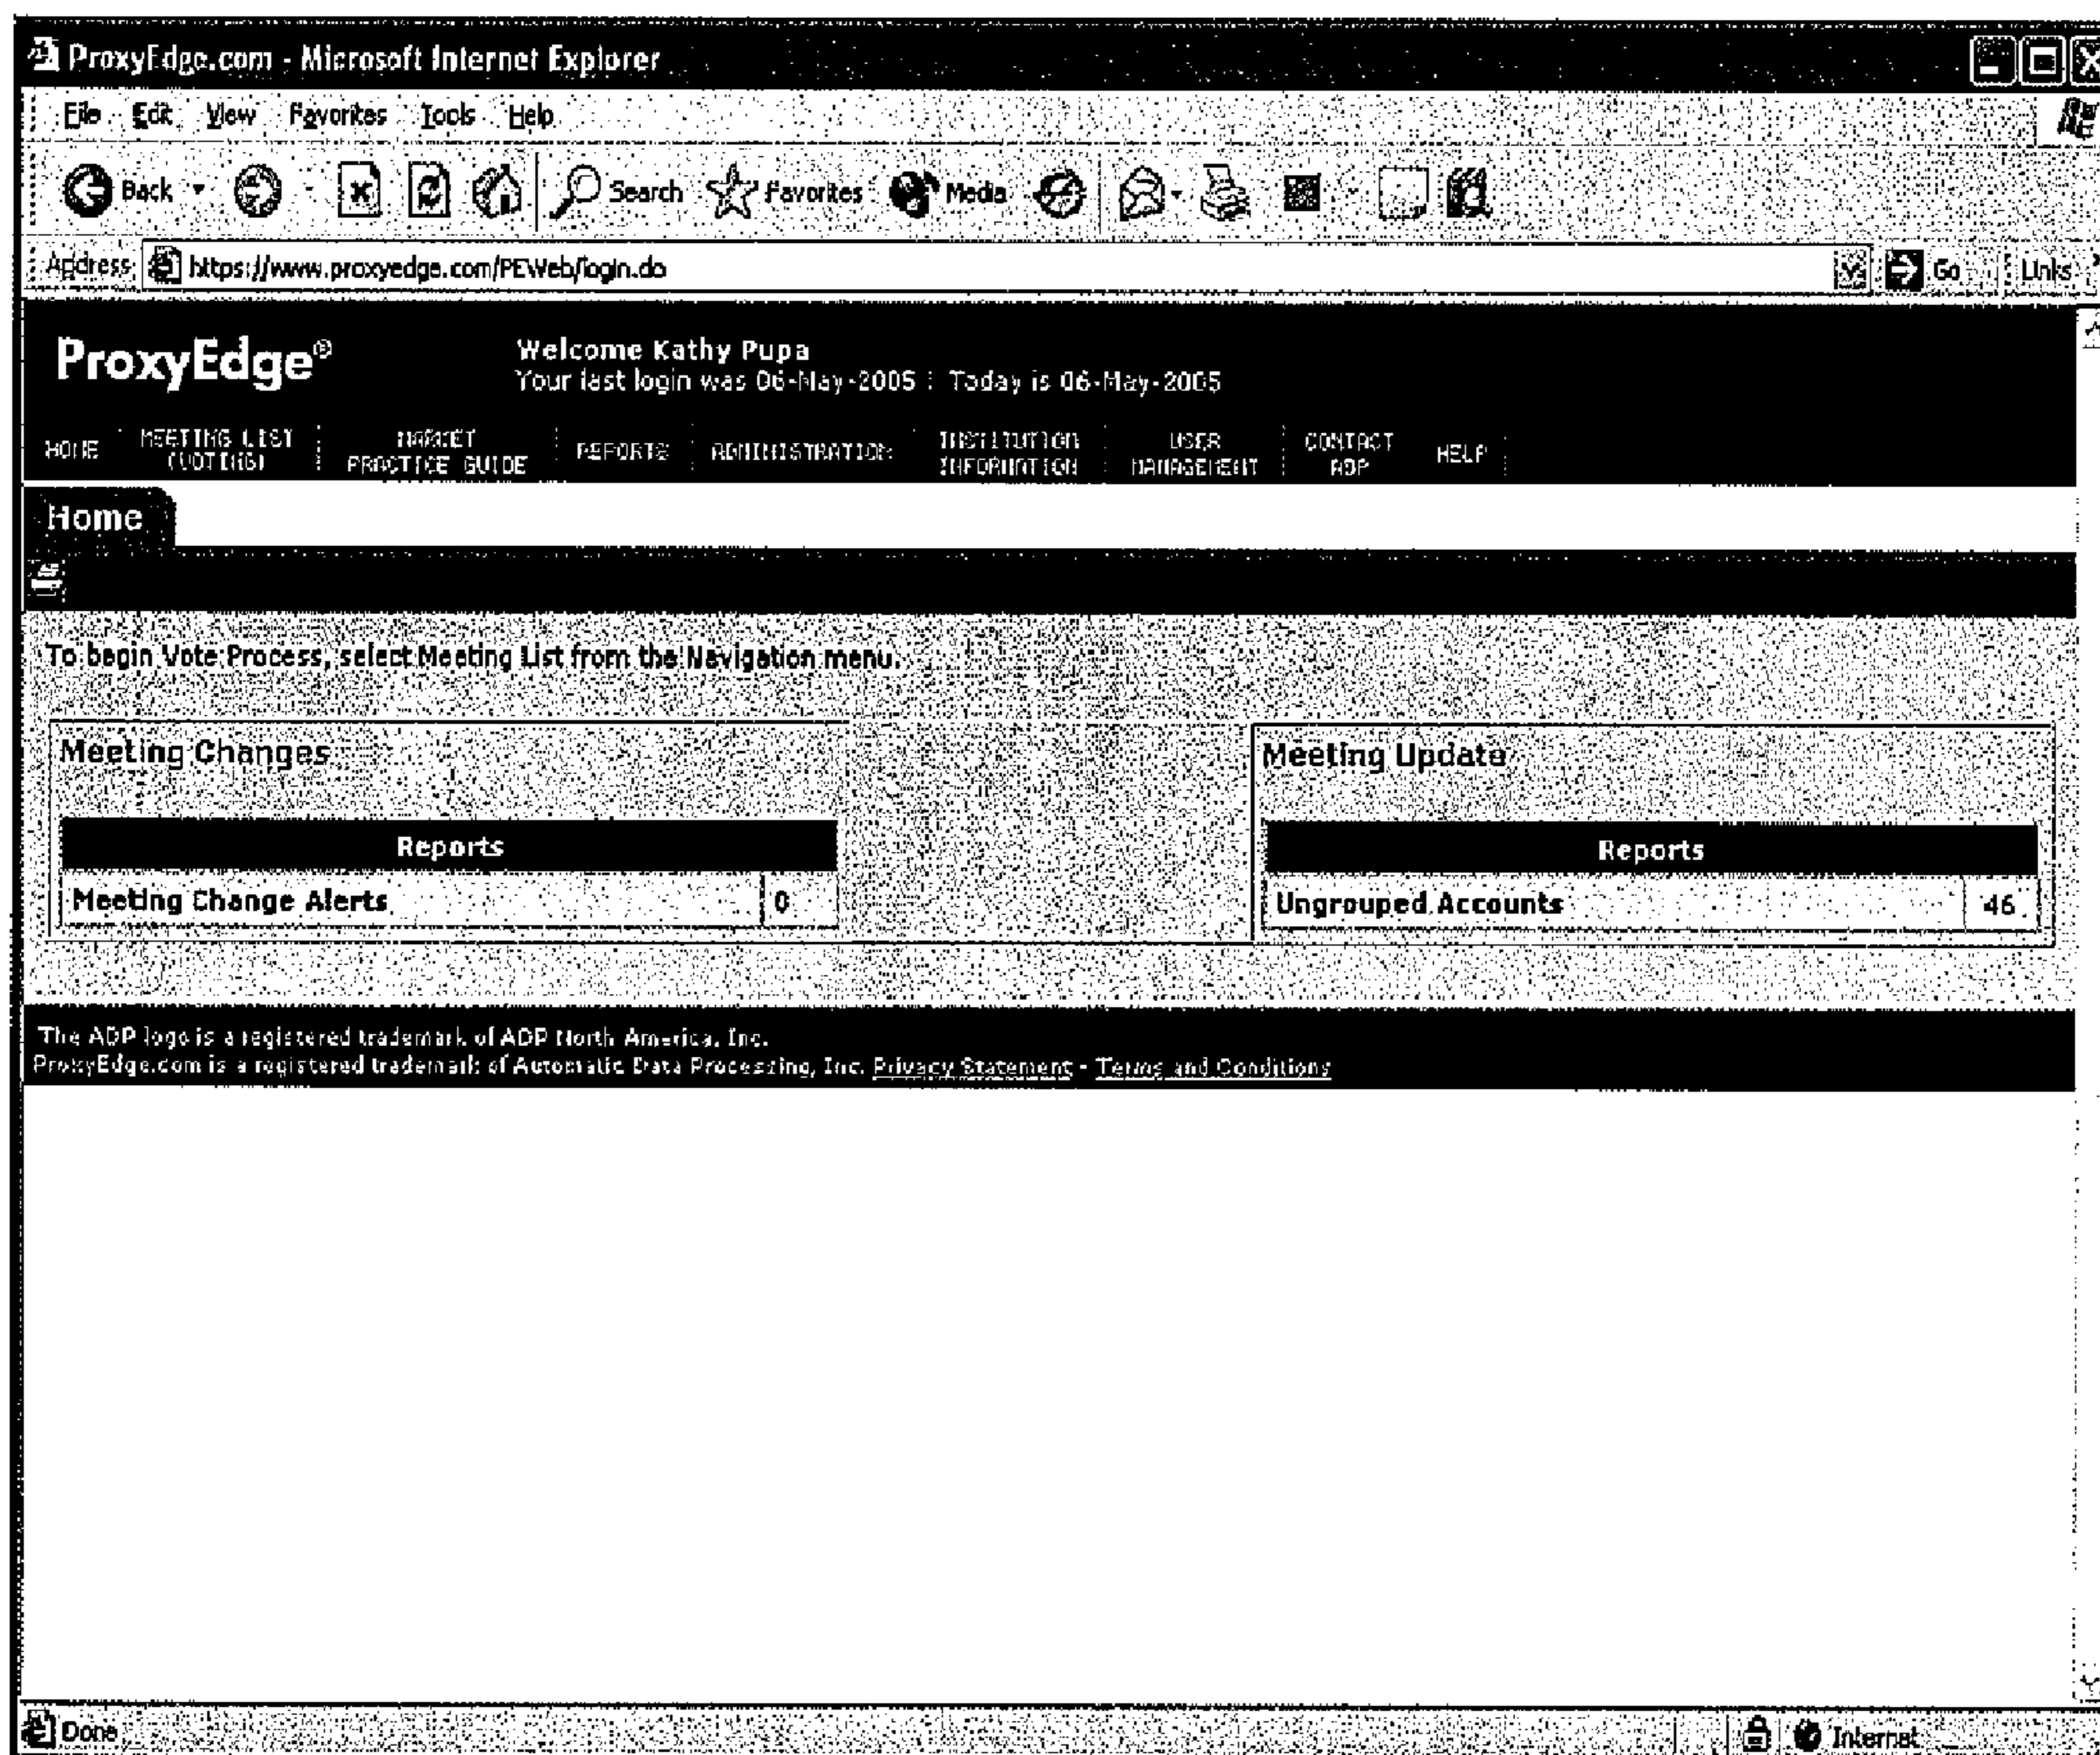 ProxyEdge.com - Microsoft Internet Explorer
File Edit View Favorites Tools Help
Back Search Favorites Media
Address https://www.proxyedge.com/PEWeb/login.do Go Links
ProxyEdge®
Welcome Kathy Pupa
Your last login was 06-May-2005 | Today is 06-May-2005
HOME
MEETING LIST
(VOTING)
MARKET
PRACTICE GUIDE
REPORTS
ADMINISTRATION
INSTITUTION
INFORMATION
USER
MANAGEMENT
CONTACT
ADP
HELP
Home
To begin Vote Process, select Meeting List from the Navigation menu.
Meeting Changes
Reports
Meeting Change Alerts 0
Meeting Update
Reports
Ungrouped Accounts 46
The ADP logo is a registered trademark of ADP North America, Inc.
ProxyEdge.com is a registered trademark of Automatic Data Processing, Inc. Privacy Statement - Terms and Conditions
Done Internet